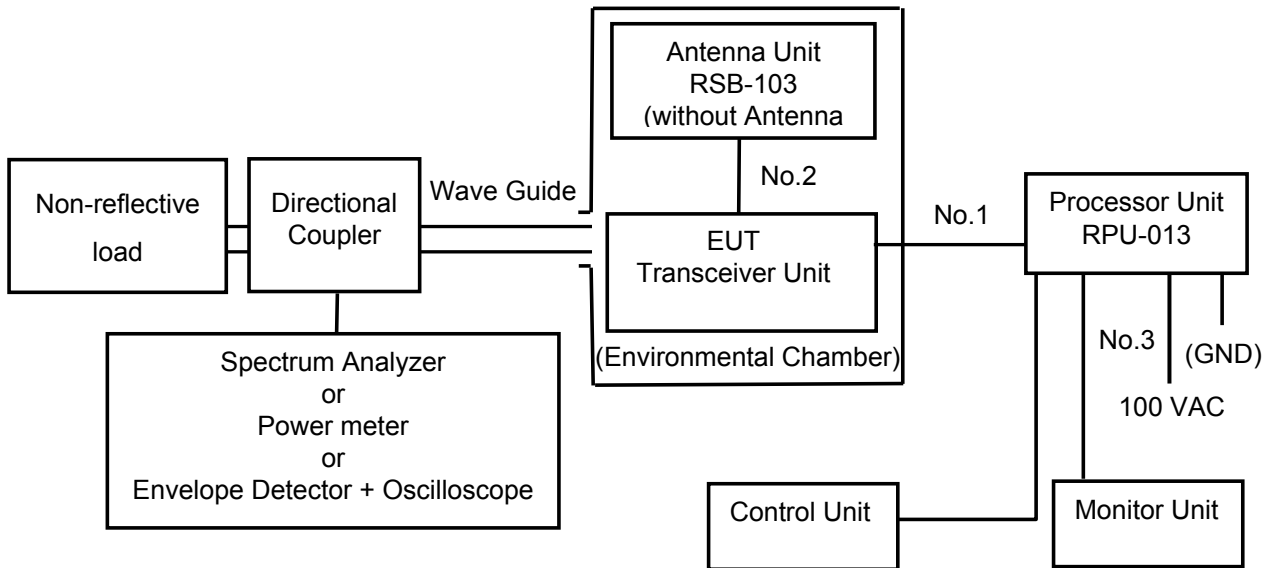 Antenna Unit
RSB-103
(without Antenna
No.2
Non-reflective
load
Directional
Coupler
Wave Guide
EUT
Transceiver Unit
(Environmental Chamber)
No.1
Processor Unit
RPU-013
No.3
(GND)
100 VAC
Spectrum Analyzer
or
Power meter
or
Envelope Detector + Oscilloscope
Control Unit
Monitor Unit